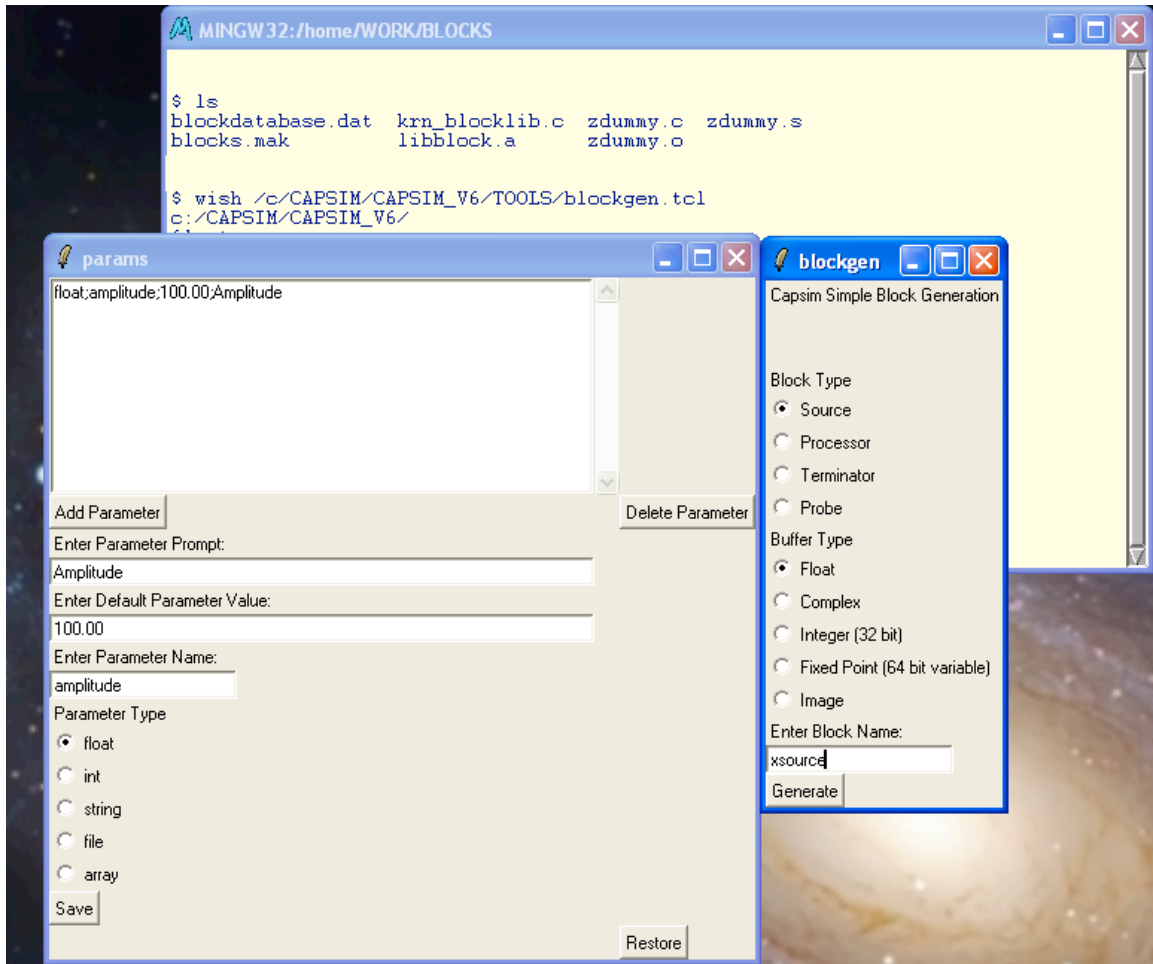 MINGW32:/home/WORK/BLOCKS
$ ls
blockdatabase.dat krn_blocklib.c zdummy.c zdummy.s
blocks.mak libblock.a zdummy.o
$ wish /c/CAPSIM/CAPSIM_V6/TOOLS/blockgen.tcl
c:/CAPSIM/CAPSIM_V6/
params
float;amplitude;100.00;Amplitude
Add Parameter
Delete Parameter
Enter Parameter Prompt:
Amplitude
Enter Default Parameter Value:
100.00
Enter Parameter Name:
amplitude
Parameter Type
float
int
string
file
array
Save
Restore
blockgen
Capsim Simple Block Generation
Block Type
Source
Processor
Terminator
Probe
Buffer Type
Float
Complex
Integer (32 bit)
Fixed Point (64 bit variable)
Image
Enter Block Name:
xsource
Generate